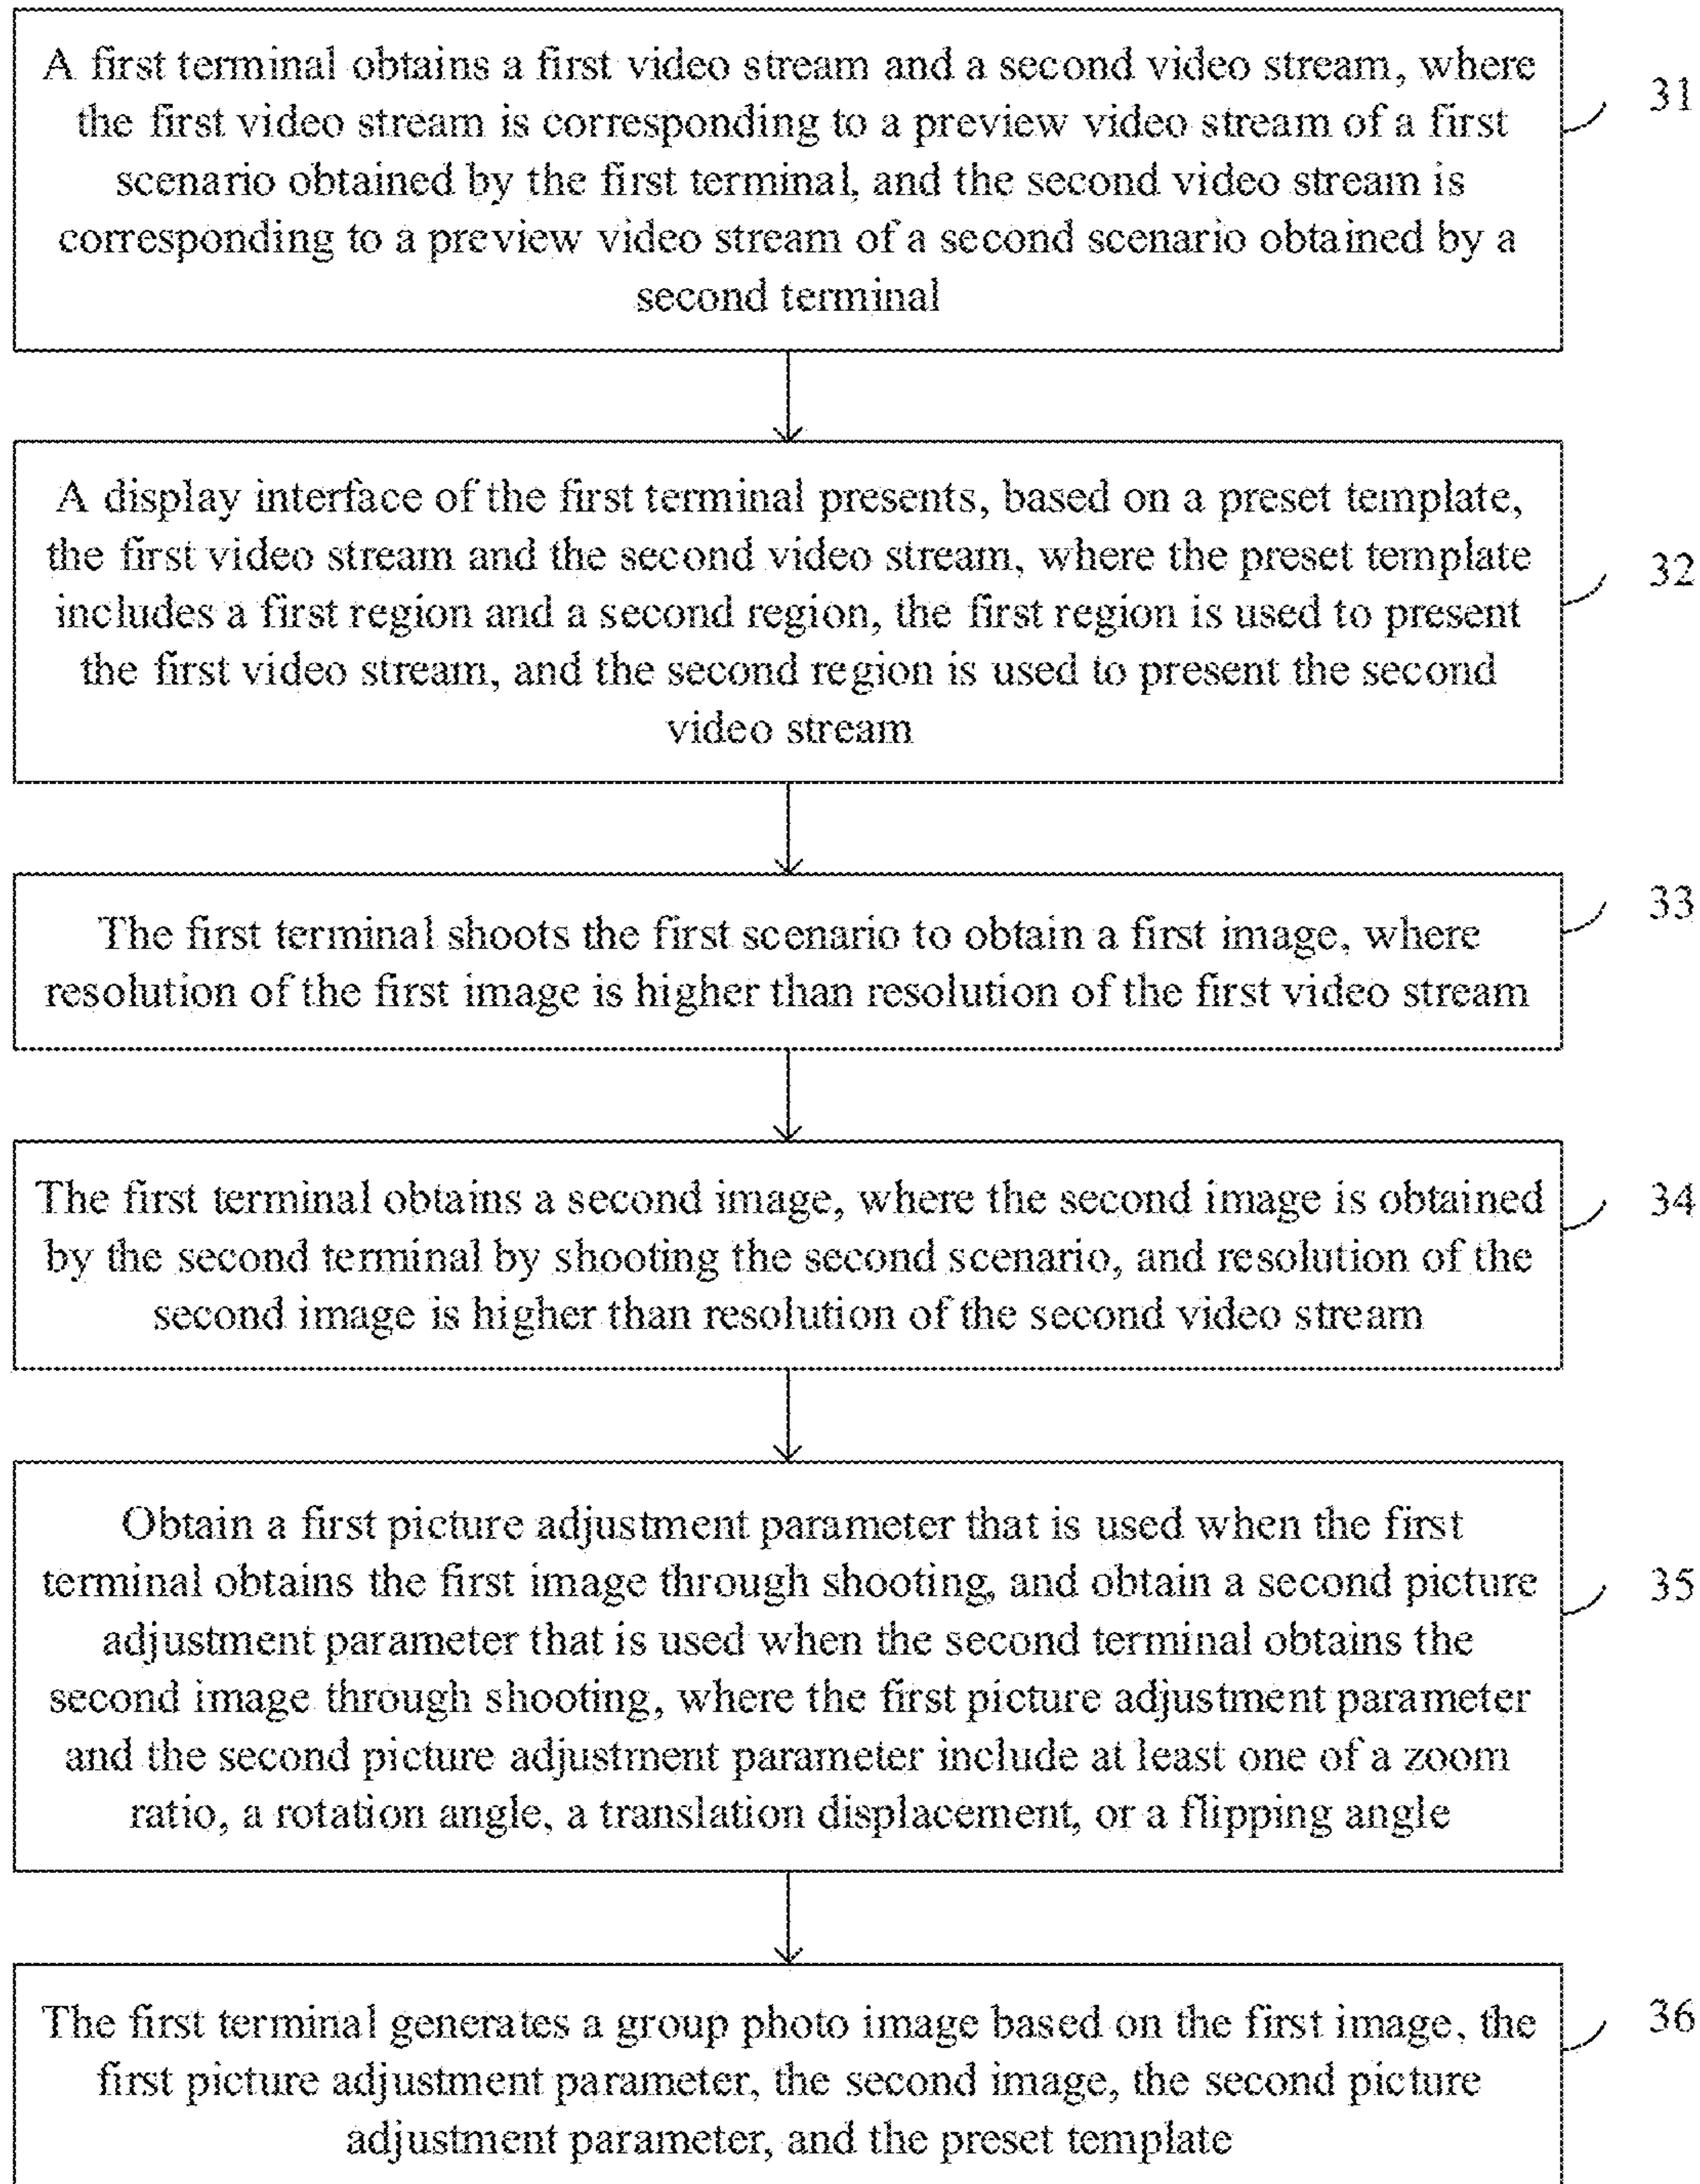 A first terminal obtains a first video stream and a second video stream, where
the first video stream is corresponding to a preview video stream of a first
scenario obtained by the first terminal, and the second video stream is
corresponding to a preview video stream of a second scenario obtained by a
second terminal
31
A display interface of the first terminal presents, based on a preset template,
the first video stream and the second video stream, where the preset template
includes a first region and a second region, the first region is used to present
the first video stream, and the second region is used to present the second
video stream
32
The first terminal shoots the first scenario to obtain a first image, where
resolution of the first image is higher than resolution of the first video stream
33
The first terminal obtains a second image, where the second image is obtained
by the second terminal by shooting the second scenario, and resolution of the
second image is higher than resolution of the second video stream
34
Obtain a first picture adjustment parameter that is used when the first
terminal obtains the first image through shooting, and obtain a second picture
adjustment parameter that is used when the second terminal obtains the
second image through shooting, where the first picture adjustment parameter
and the second picture adjustment parameter include at least one of a zoom
ratio, a rotation angle, a translation displacement, or a flipping angle
35
The first terminal generates a group photo image based on the first image, the
first picture adjustment parameter, the second image, the second picture
adjustment parameter, and the preset template
36